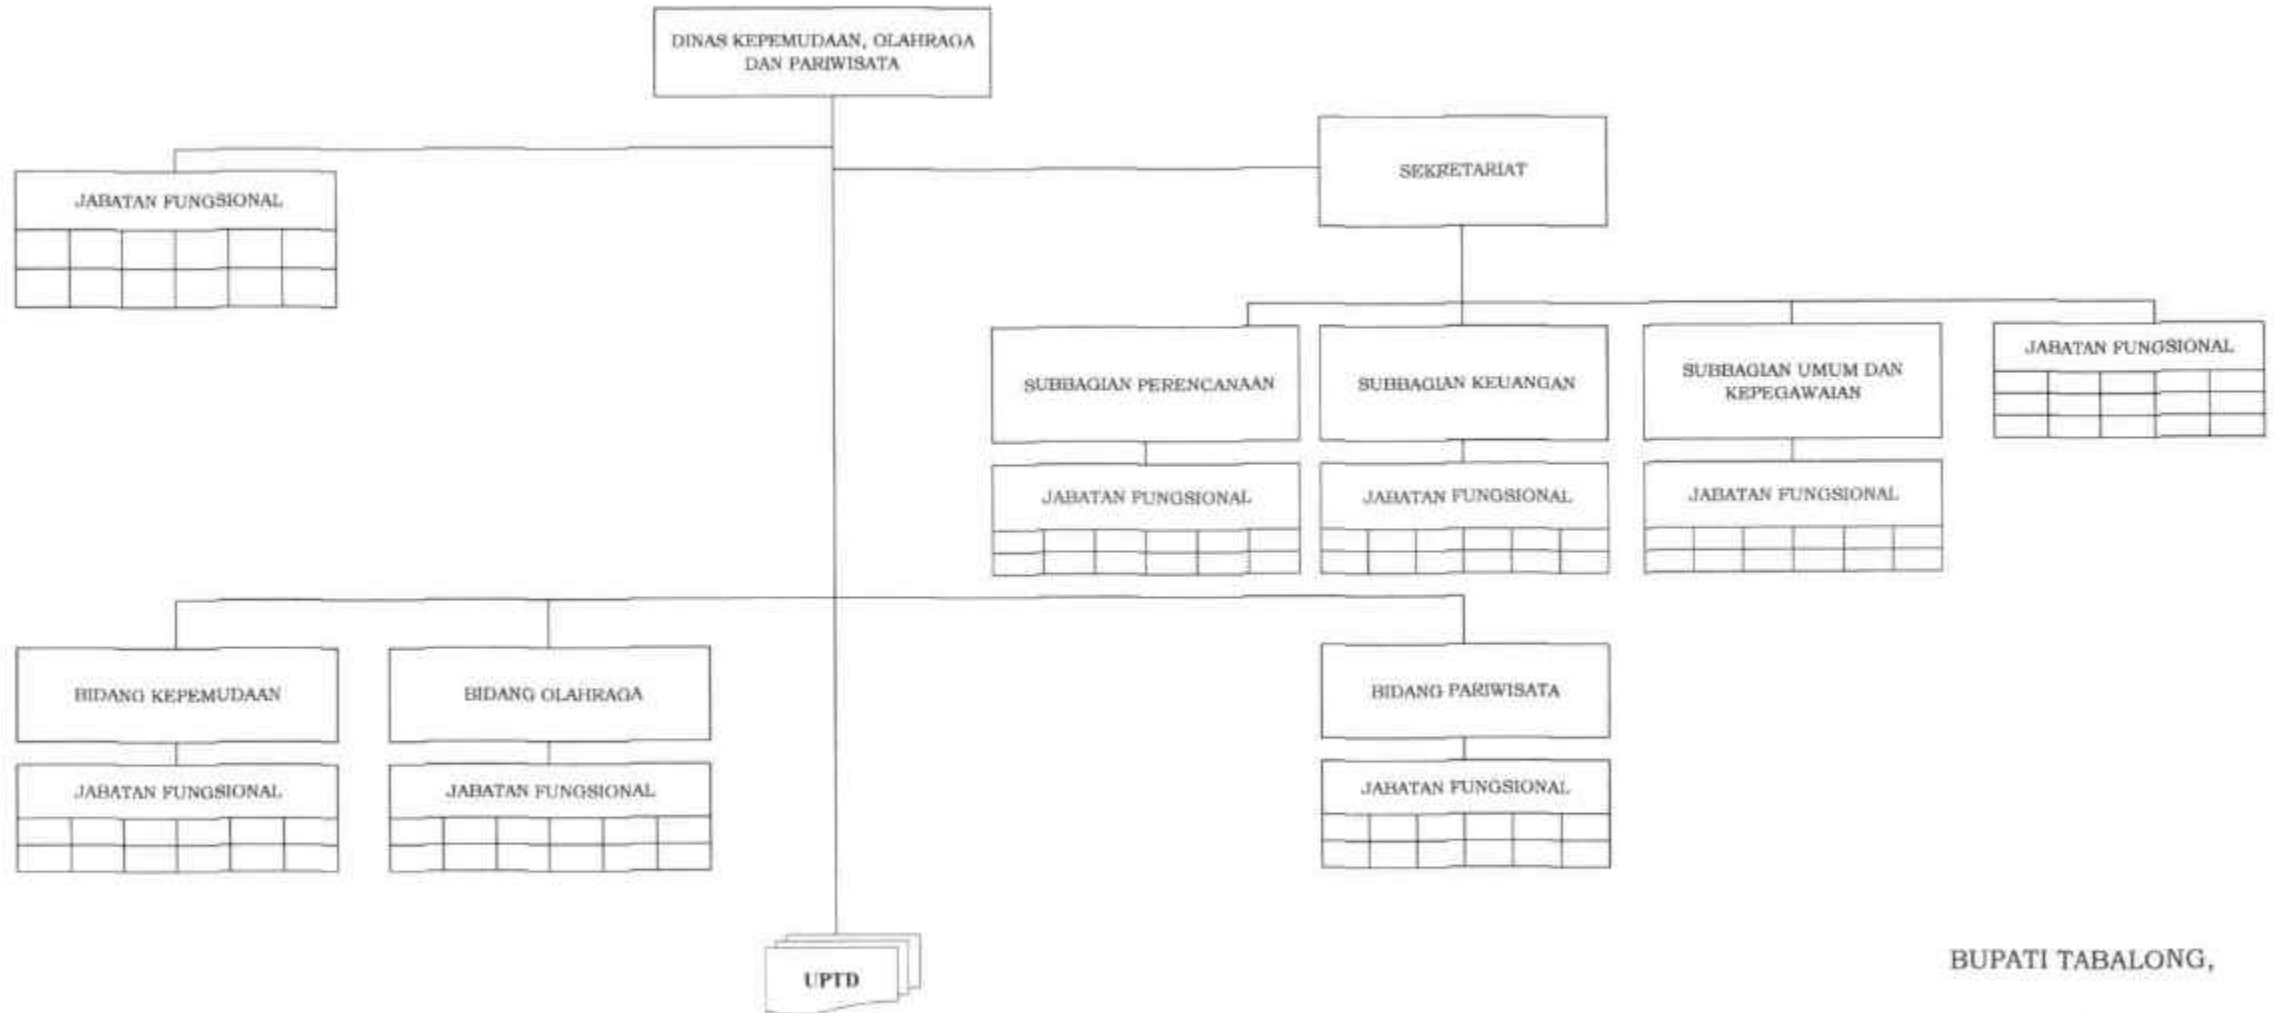 DINAS KEPEMUDAAN, OLAHRAGA
DAN PARIWISATA
SEKRETARIAT
JABATAN FUNGSIONAL
JABATAN FUNGSIONAL
SUBBAGIAN PERENCANAAN
SUBBAGIAN KEUANGAN
SUBBAGIAN UMUM DAN
KEPEGAWAIAN
JABATAN FUNGSIONAL
JABATAN FUNGSIONAL
JABATAN FUNGSIONAL
BIDANG KEPEMUDAAN
BIDANG OLAHRAGA
BIDANG PARIWISATA
JABATAN FUNGSIONAL
JABATAN FUNGSIONAL
JABATAN FUNGSIONAL
UPTD
BUPATI TABALONG,